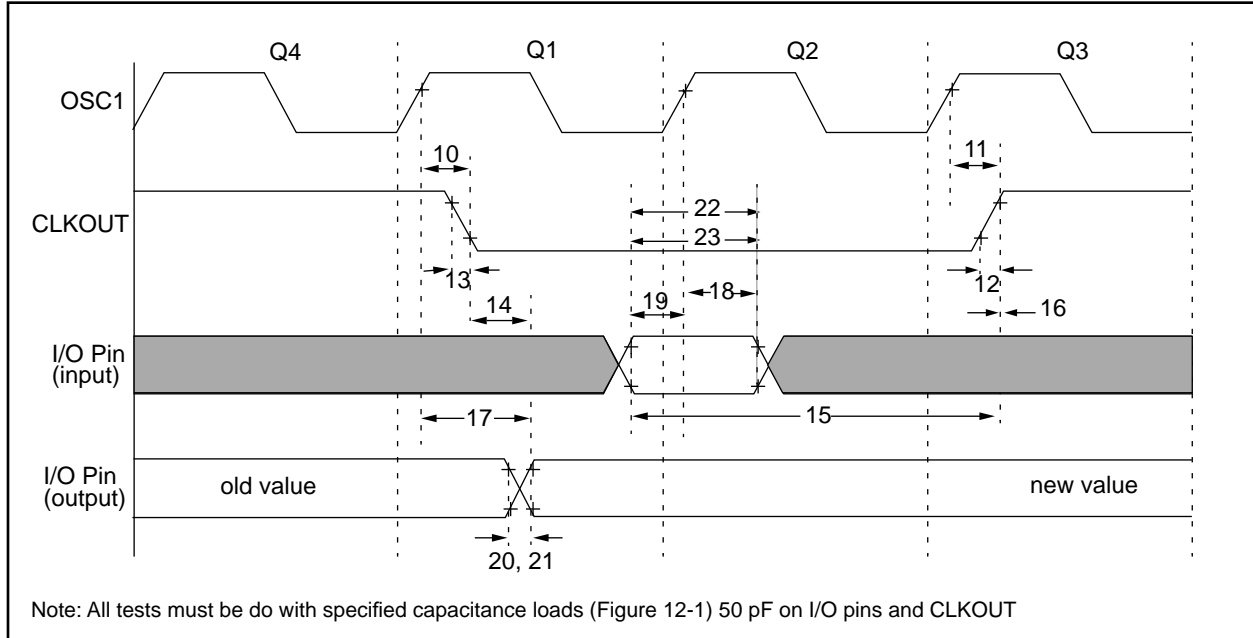 Q4 Q1 Q2 Q3
OSC1
10 11
22
CLKOUT
23
13 12
18
19
14 16
I/O Pin
(input)
17 15
I/O Pin
(output)
old value new value
20, 21
Note: All tests must be do with specified capacitance loads (Figure 12-1) 50 pF on I/O pins and CLKOUT